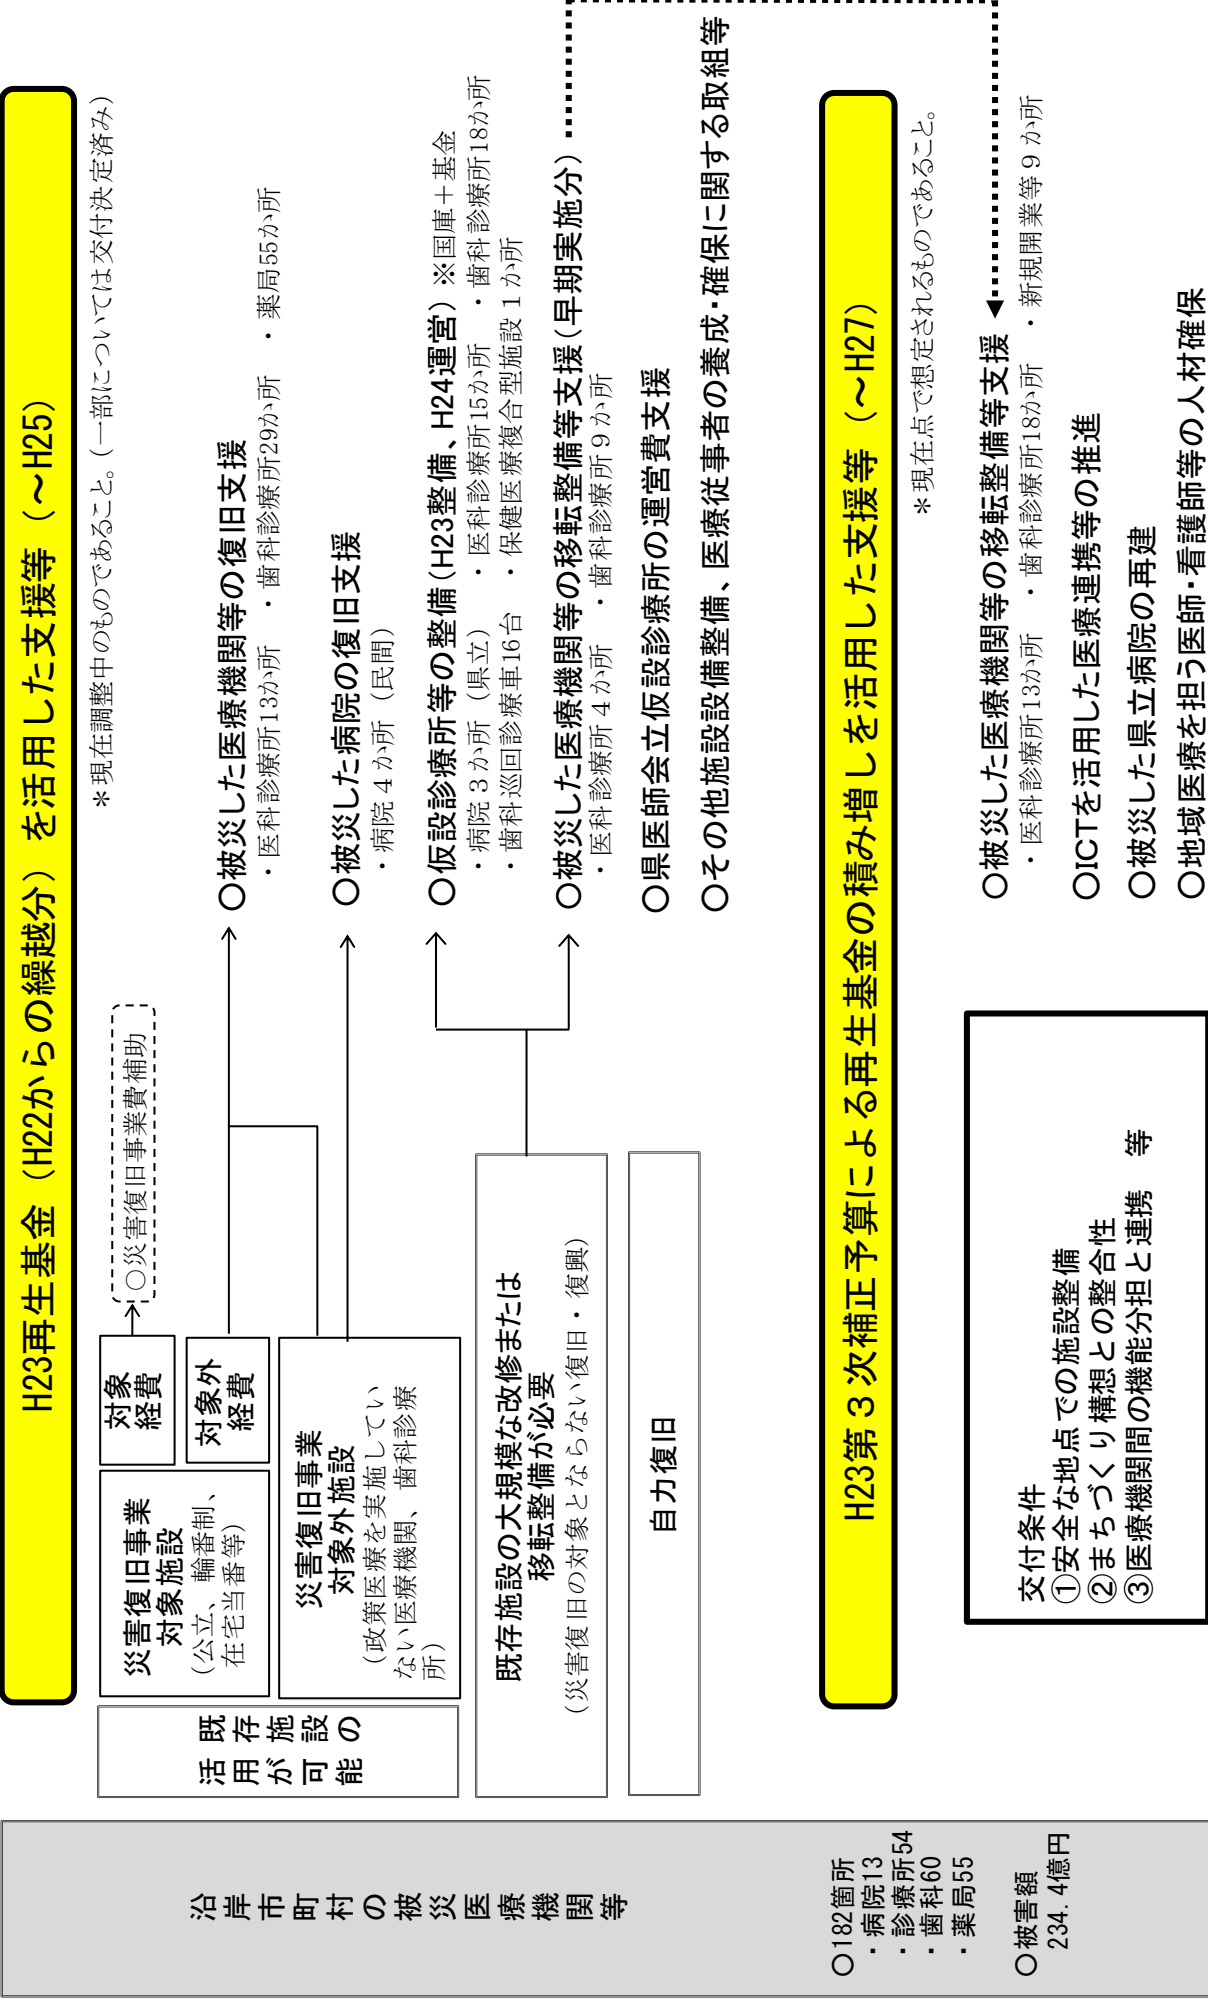 沿岸市町村の被災医療機関等
○182箇所
・病院13
・診療所54
・歯科60
・薬局55
○被害額
234.4億円
H23再生基金（H22からの繰越分）を活用した支援等（～H25）
＊現在調整中のものであること。（一部については交付決定済み）
既存施設の
活用が可能
災害復旧事業
対象施設
（公立、輪番制、
在宅当番等）
対象
経費
○災害復旧事業費補助
対象外
経費
災害復旧事業
対象外施設
（政策医療を実施してい
ない医療機関、歯科診療
所）
既存施設の大規模な改修または
移転整備が必要
（災害復旧の対象とならない復旧・復興）
自力復旧
○被災した医療機関等の復旧支援
・医科診療所13か所　・歯科診療所29か所　・薬局55か所
○被災した病院の復旧支援
・病院４か所（民間）
○仮設診療所等の整備（H23整備、H24運営）※国庫＋基金
・病院３か所（県立）　・医科診療所15か所　・歯科診療所18か所
・歯科巡回診療車16台　・保健医療複合型施設１か所
○被災した医療機関等の移転整備等支援（早期実施分）
・医科診療所４か所　・歯科診療所９か所
○県医師会立仮設診療所の運営費支援
○その他施設設備整備、医療従事者の養成・確保に関する取組等
H23第３次補正予算による再生基金の積み増しを活用した支援等（～H27）
＊現在点で想定されるものであること。
交付条件
①安全な地点での施設整備
②まちづくり構想との整合性
③医療機関間の機能分担と連携　等
○被災した医療機関等の移転整備等支援
・医科診療所13か所　・歯科診療所18か所　・新規開業等９か所
○ICTを活用した医療連携等の推進
○被災した県立病院の再建
○地域医療を担う医師・看護師等の人材確保